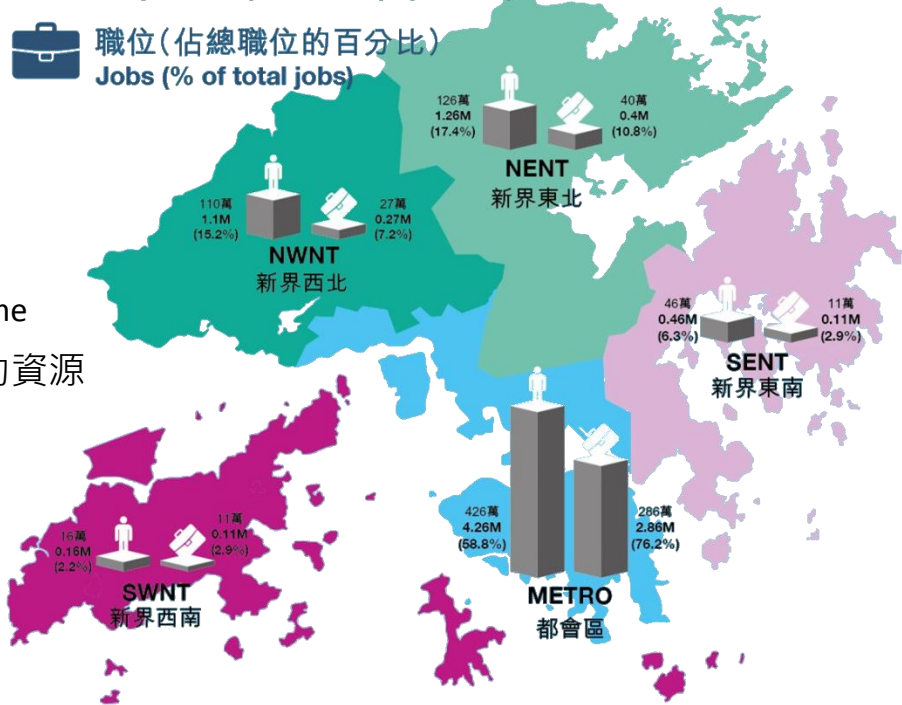 職位(佔總職位的百分比)
Jobs (% of total jobs)
126萬
1.26M
(17.4%)
40萬
0.4M
(10.8%)
NENT
新界東北
110萬
1.1M
(15.2%)
27萬
0.27M
(7.2%)
NWNT
新界西北
46萬
0.46M
(6.3%)
11萬
0.11M
(2.9%)
SENT
新界東南
資源
426萬
4.26M
(58.8%)
286萬
2.86M
(76.2%)
METRO
都會區
16萬
0.16M
(2.2%)
11萬
0.11M
(2.9%)
SWNT
新界西南